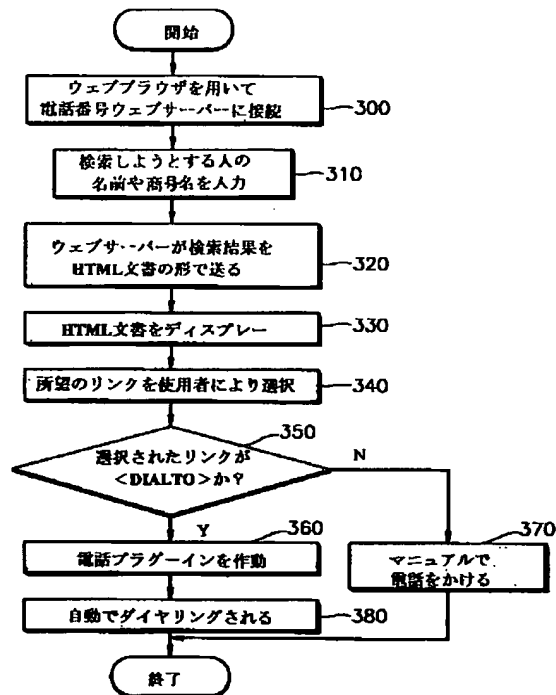 開始
ウェブブラウザを用いて
電話番号ウェブサーバーに接続
300
検索しようとする人の
名前や商号名を入力
310
ウェブサーバーが検索結果を
HTML文書の形で送る
320
HTML文書をディスプレー
330
所望のリンクを使用者により選択
340
350
選択されたリンクが
<DIALTO>か?
N
Y
360
電話プラグーインを作動
370
マニュアルで
電話をかける
自動でダイヤリングされる
380
終了